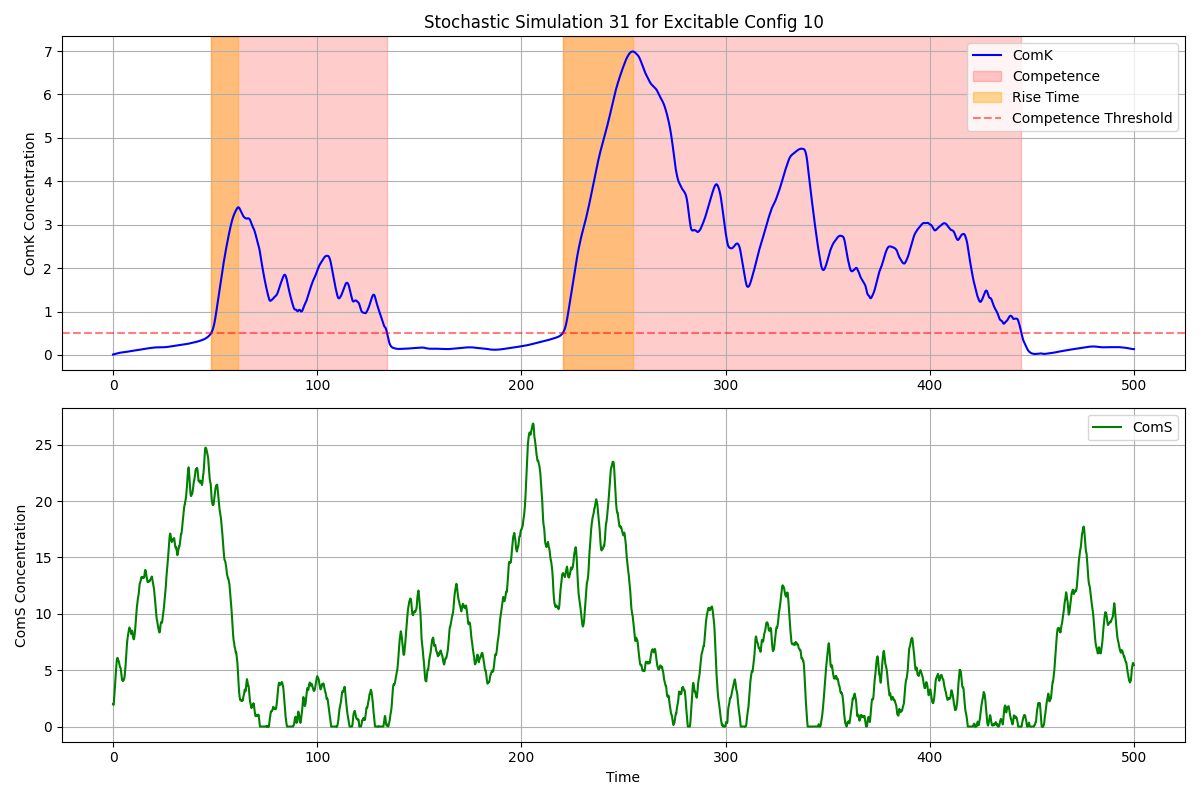 Stochastic Simulation 31 for Excitable Config 10
ComK Concentration
7
6
5
4
3
2
1
0
ComK
Competence
Rise Time
Competence Threshold
0 100 200 300 400 500
ComS Concentration
25
20
15
10
5
0
ComS
0 100 200 300 400 500
Time